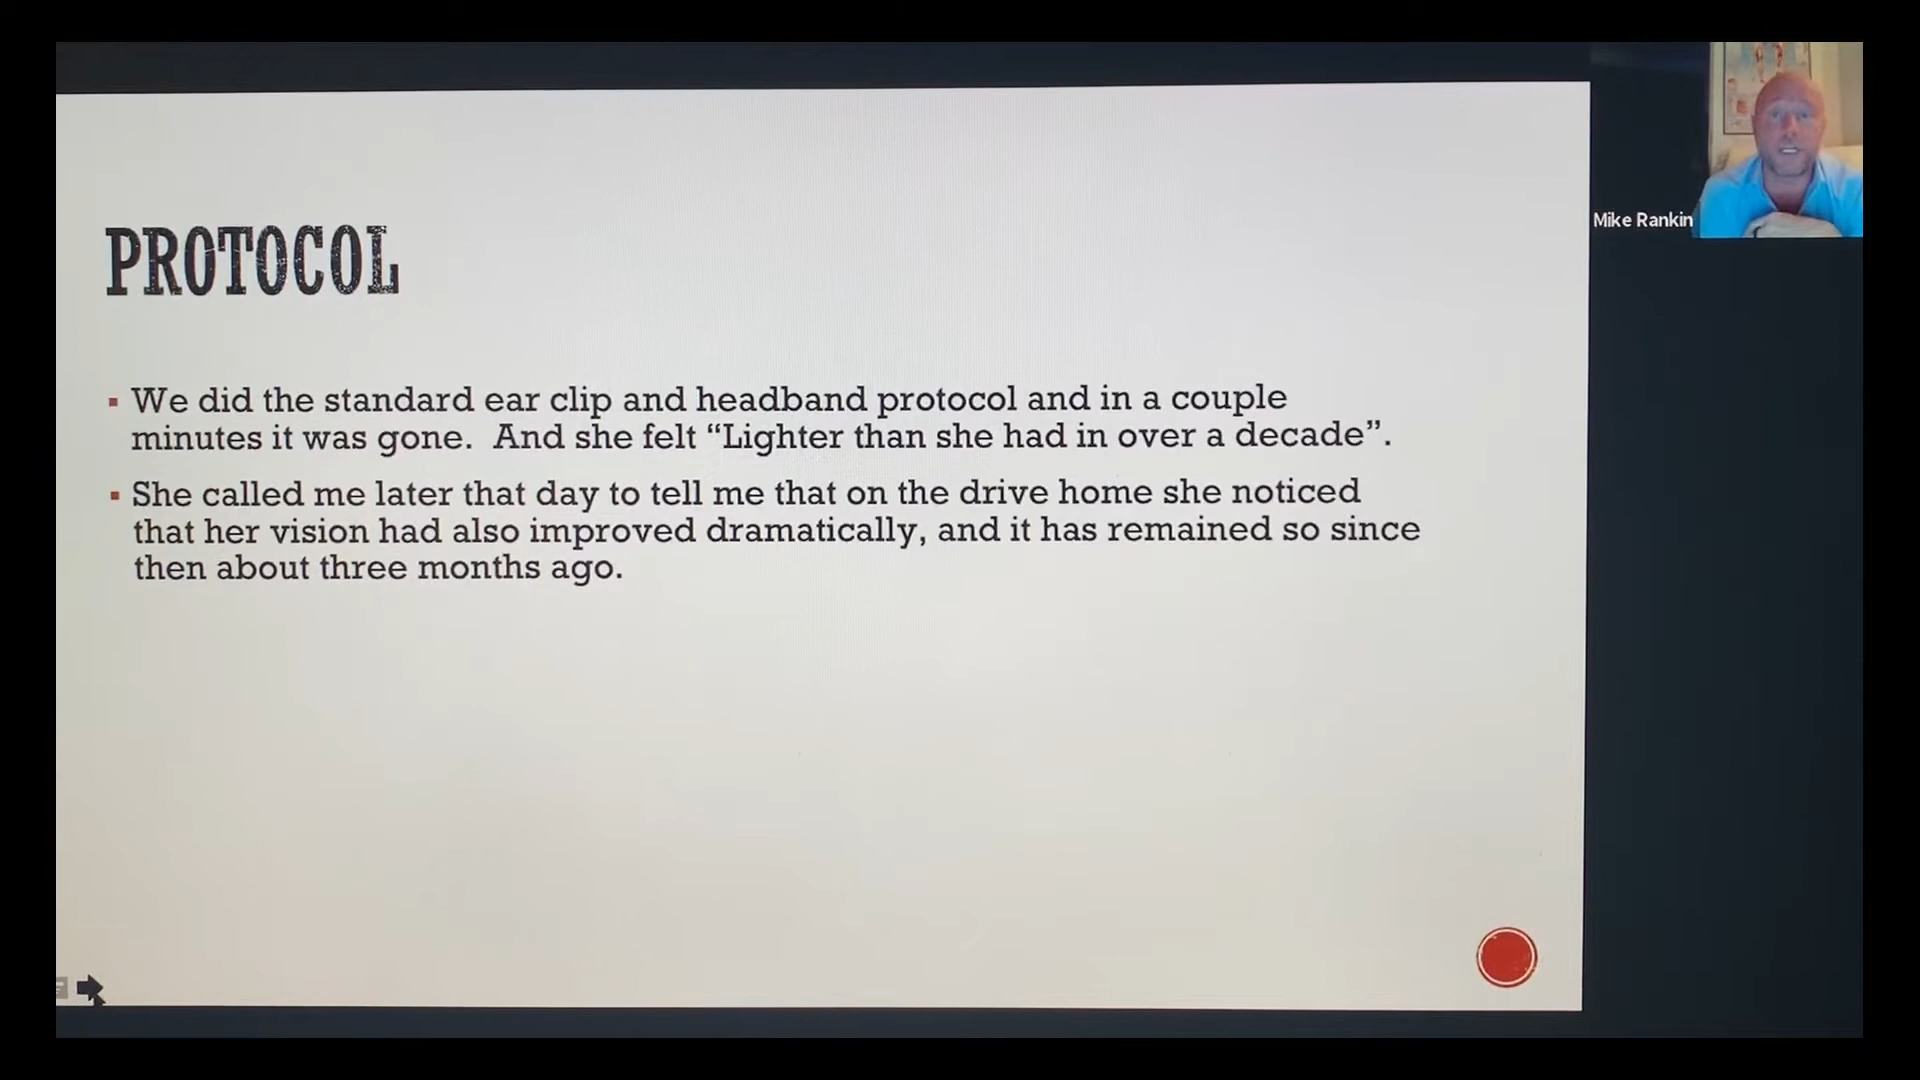 PROTOCOL
Mike Rankin
▪ We did the standard ear clip and headband protocol and in a couple
minutes it was gone.  And she felt “Lighter than she had in over a decade”.
▪ She called me later that day to tell me that on the drive home she noticed
that her vision had also improved dramatically, and it has remained so since
then about three months ago.